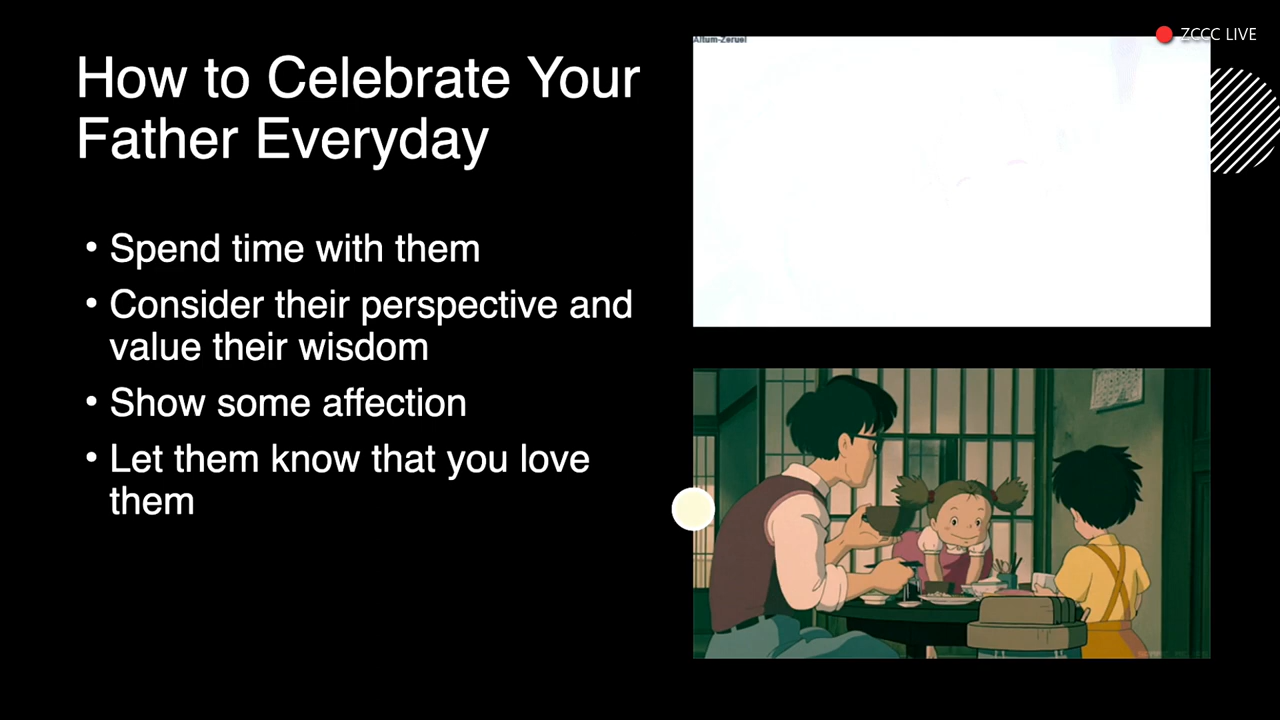 How to Celebrate Your
Father Everyday
• Spend time with them
• Consider their perspective and
value their wisdom
• Show some affection
• Let them know that you love
them
Altum-Zeruel
ZCCC LIVE